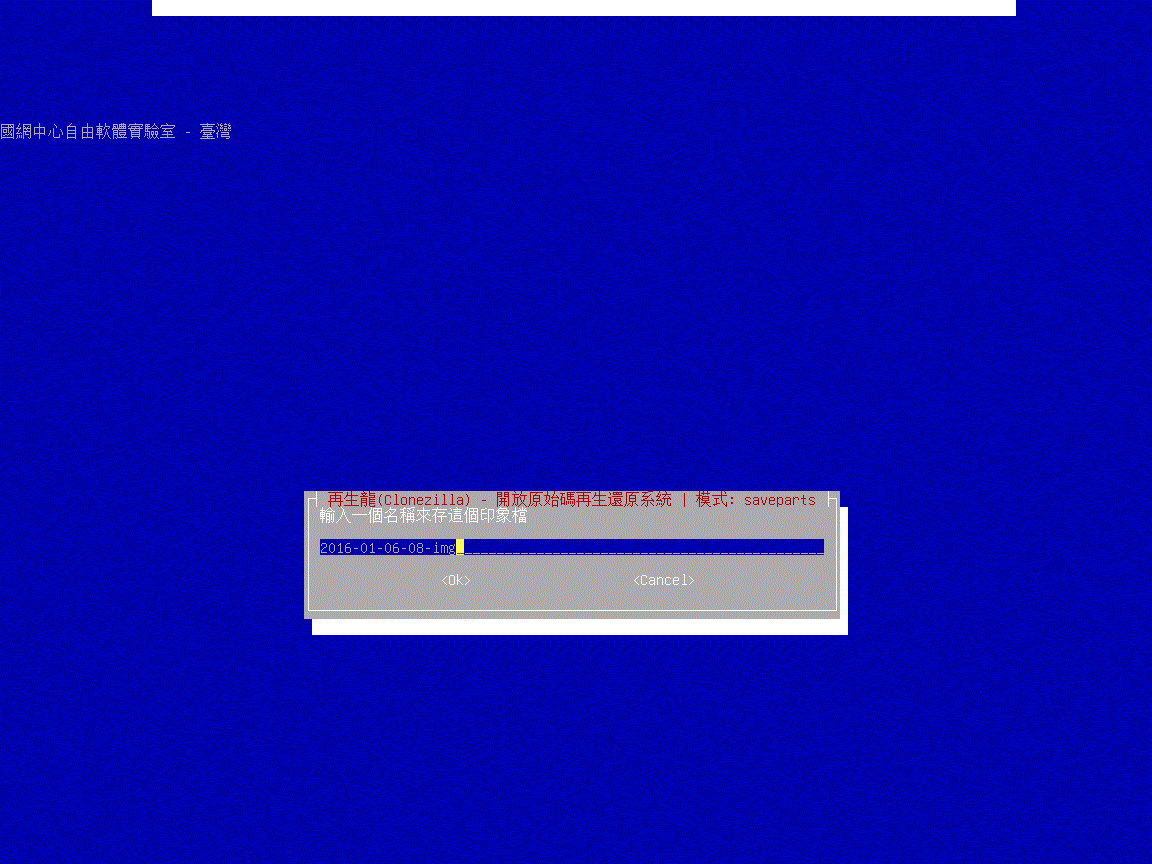 國網中心自由軟體實驗室 - 臺灣
再生龍(Clonezilla) - 開放原始碼再生還原系統 | 模式: saveparts
輸入一個名稱來存這個印象檔
2016-01-06-08-img
<Ok> <Cancel>